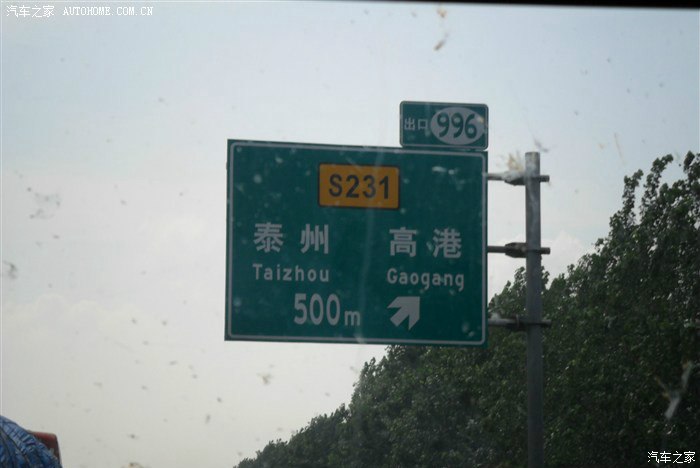 汽车之家 AUTOHOME.COM.CN
出口 996
S231
泰州 高港
Taizhou Gaogang
500m
汽车之家